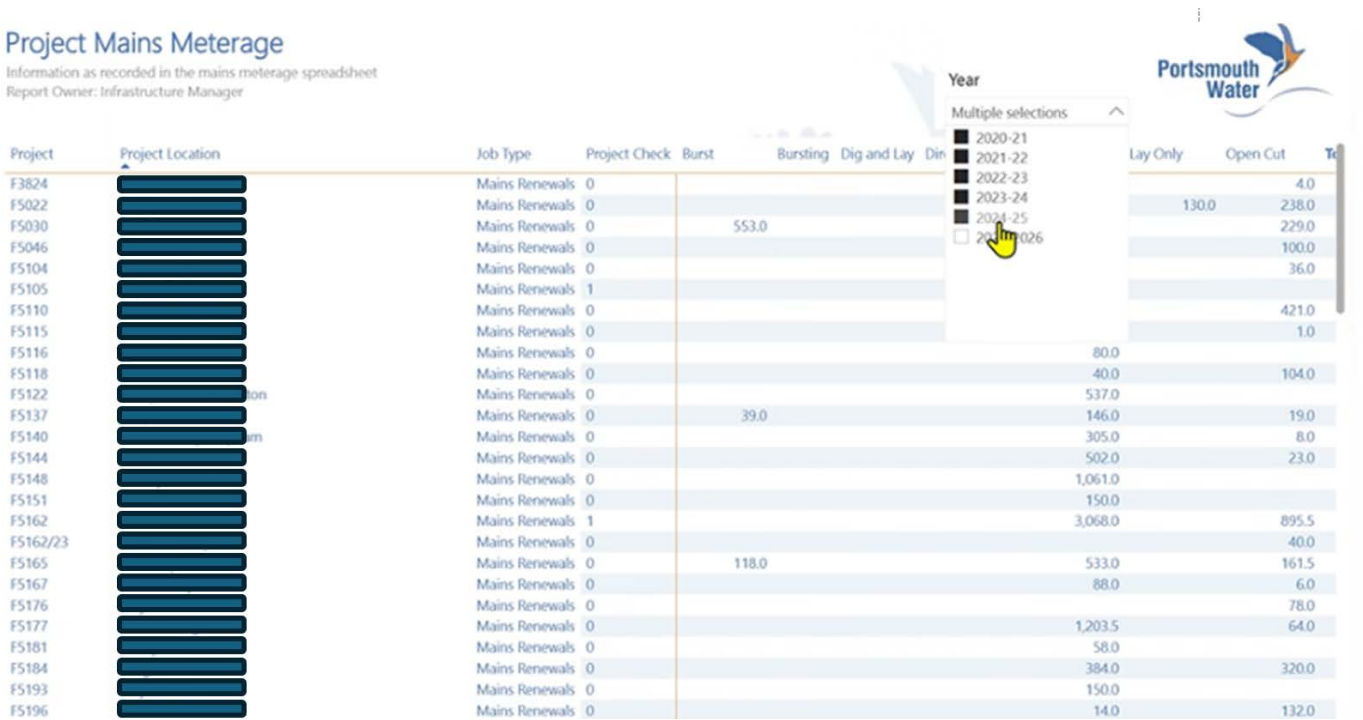 Project Mains Meterage
Information as recorded in the mains meterage spreadsheet
Report Owner: Infrastructure Manager
Portsmouth
Water
Year
Multiple selections
2020-21
2021-22
2022-23
2023-24
2024-25
Project Project Location Job Type Project Check Burst Bursting Dig and Lay Lay Only Open Cut
F3824 Mains Renewals 0 4.0
F5022 Mains Renewals 0 130.0 238.0
F5030 Mains Renewals 0 553.0 229.0
F5046 Mains Renewals 0 100.0
F5104 Mains Renewals 0 36.0
F5105 Mains Renewals 1
F5110 Mains Renewals 0 421.0
F5115 Mains Renewals 0 1.0
F5116 Mains Renewals 0 80.0
F5118 Mains Renewals 0 40.0 104.0
F5122 Mains Renewals 0 537.0
F5137 Mains Renewals 0 39.0 146.0 19.0
F5140 Mains Renewals 0 305.0 8.0
F5144 Mains Renewals 0 502.0 23.0
F5148 Mains Renewals 0 1,061.0
F5151 Mains Renewals 0 150.0
F5162 Mains Renewals 1 3,068.0 895.5
F5162/23 Mains Renewals 0 40.0
F5165 Mains Renewals 0 118.0 533.0 161.5
F5167 Mains Renewals 0 88.0 6.0
F5176 Mains Renewals 0 78.0
F5177 Mains Renewals 0 1,203.5 64.0
F5181 Mains Renewals 0 58.0
F5184 Mains Renewals 0 384.0 320.0
F5193 Mains Renewals 0 150.0
F5196 Mains Renewals 0 14.0 132.0